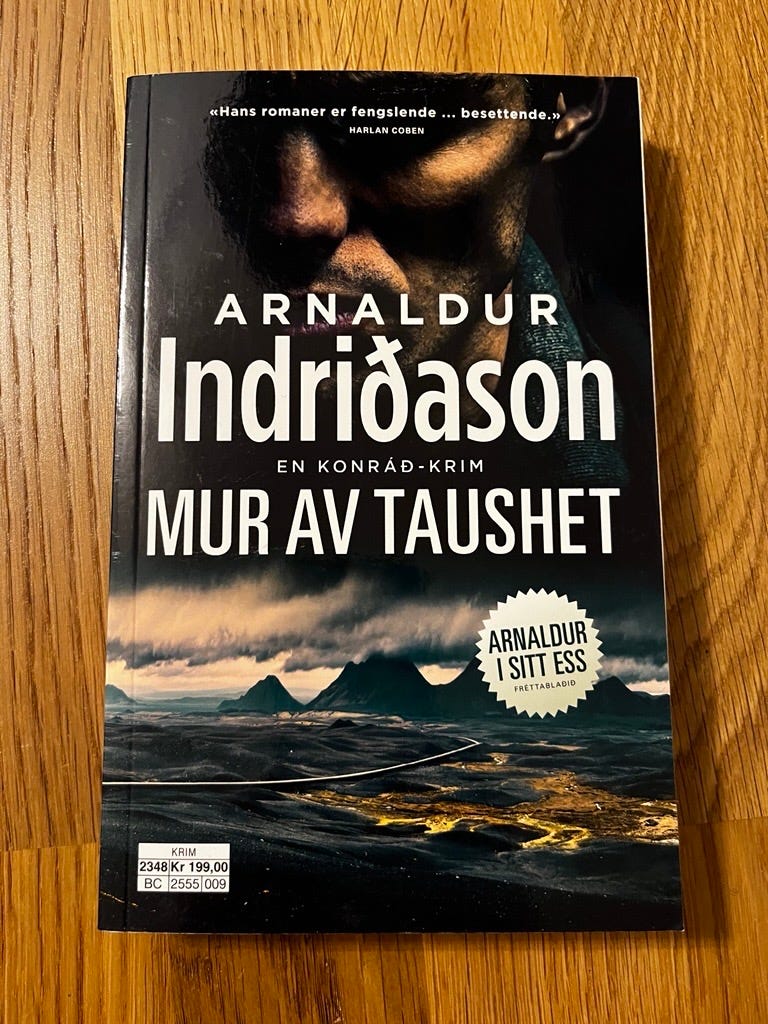 «Hans romaner er fengslende ... besettende.»
HARLAN COBEN
ARNALDUR
Indriðason
EN KONRÁÐ-KRIM
MUR AV TAUSHET
ARNALDUR
I SITT ESS
FRÉTTABLAÐIÐ
KRIM
2348 Kr 199,00
BC 2555 009